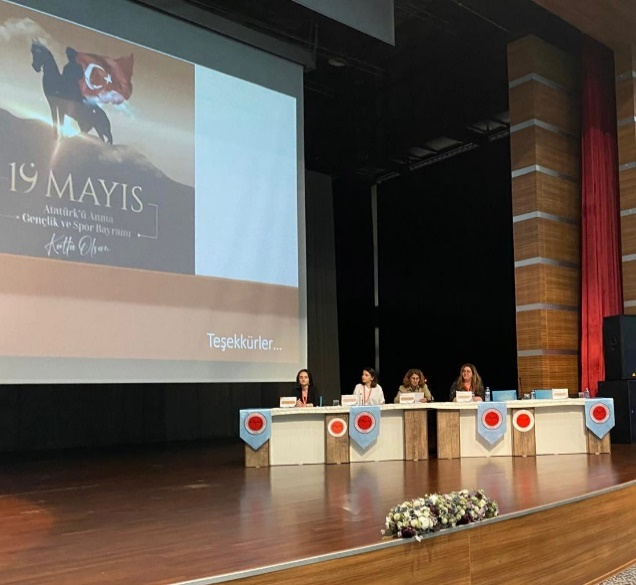 19 MAYIS
Atatürk'ü Anma
Gençlik ve Spor Bayramı
Kutlu Olsun
Teşekkürler...